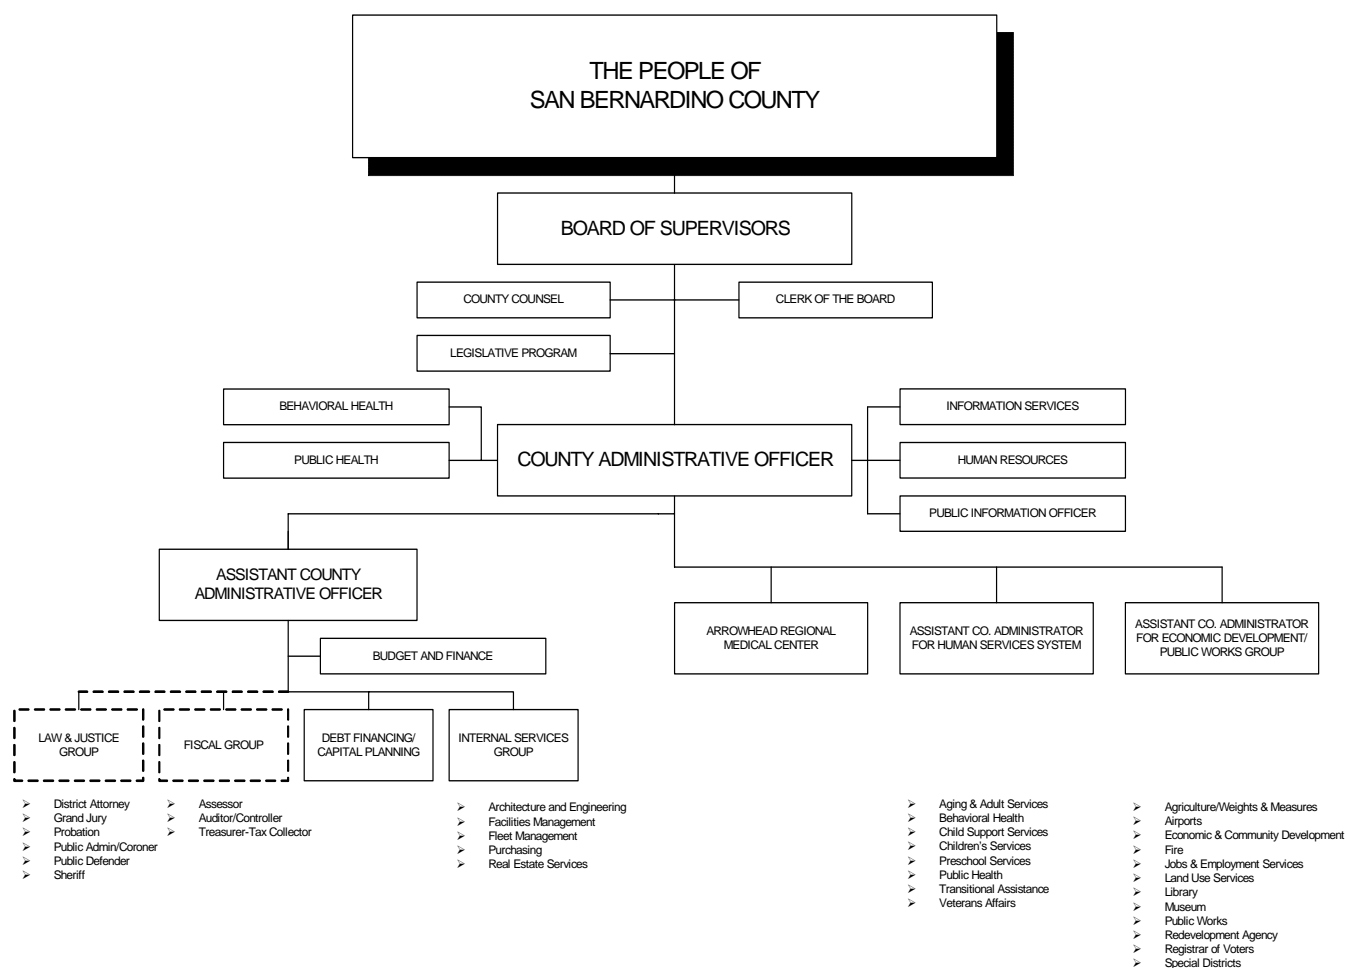 THE PEOPLE OF
SAN BERNARDINO COUNTY
BOARD OF SUPERVISORS
COUNTY COUNSEL
CLERK OF THE BOARD
LEGISLATIVE PROGRAM
BEHAVIORAL HEALTH
INFORMATION SERVICES
PUBLIC HEALTH
COUNTY ADMINISTRATIVE OFFICER
HUMAN RESOURCES
PUBLIC INFORMATION OFFICER
ASSISTANT COUNTY
ADMINISTRATIVE OFFICER
ARROWHEAD REGIONAL
MEDICAL CENTER
ASSISTANT CO. ADMINISTRATOR
FOR HUMAN SERVICES SYSTEM
ASSISTANT CO. ADMINISTRATOR
FOR ECONOMIC DEVELOPMENT/
PUBLIC WORKS GROUP
BUDGET AND FINANCE
LAW & JUSTICE
GROUP
FISCAL GROUP
DEBT FINANCING/
CAPITAL PLANNING
INTERNAL SERVICES
GROUP
➢ District Attorney
➢ Grand Jury
➢ Probation
➢ Public Admin/Coroner
➢ Public Defender
➢ Sheriff
➢ Assessor
➢ Auditor/Controller
➢ Treasurer-Tax Collector
➢ Architecture and Engineering
➢ Facilities Management
➢ Fleet Management
➢ Purchasing
➢ Real Estate Services
➢ Aging & Adult Services
➢ Behavioral Health
➢ Child Support Services
➢ Children's Services
➢ Preschool Services
➢ Public Health
➢ Transitional Assistance
➢ Veterans Affairs
➢ Agriculture/Weights & Measures
➢ Airports
➢ Economic & Community Development
➢ Fire
➢ Jobs & Employment Services
➢ Land Use Services
➢ Library
➢ Museum
➢ Public Works
➢ Redevelopment Agency
➢ Registrar of Voters
➢ Special Districts